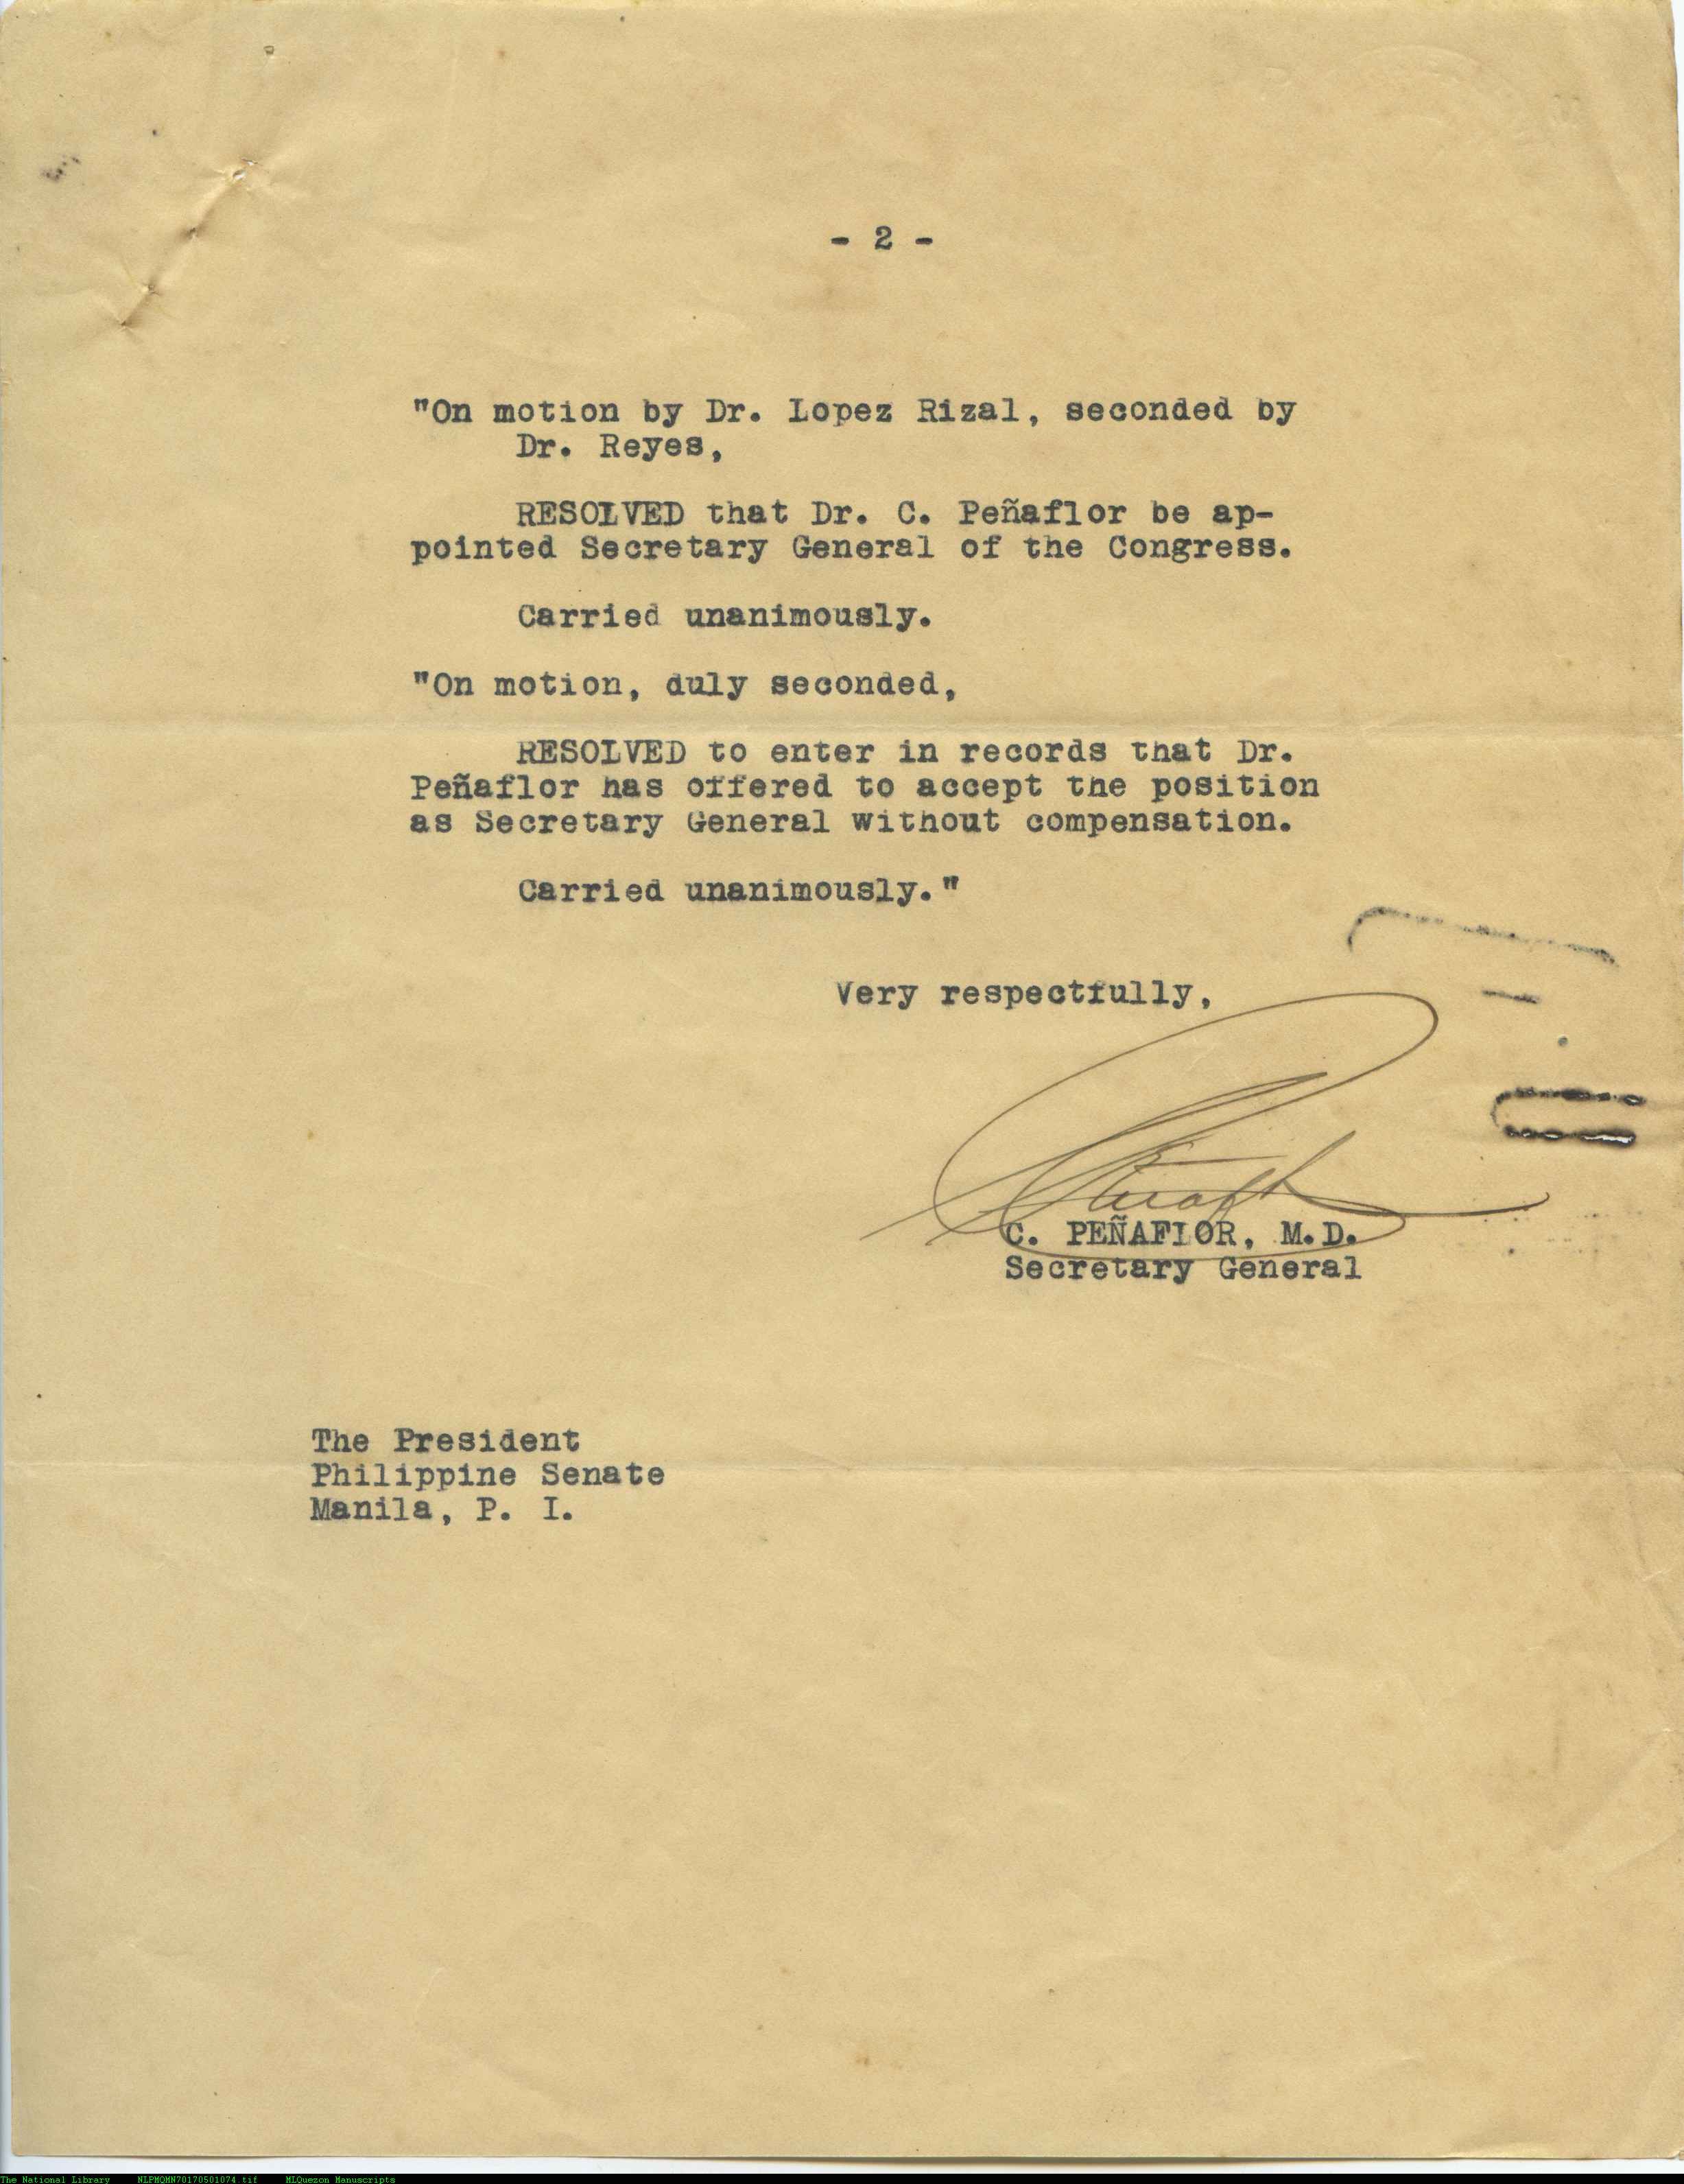 - 2 -
"On motion by Dr. Lopez Rizal, seconded by
Dr. Reyes,
RESOLVED that Dr. C. Peñaflor be ap-
pointed Secretary General of the Congress.
Carried unanimously.
"On motion, duly seconded,
RESOLVED to enter in records that Dr.
Peñaflor has offered to accept the position
as Secretary General without compensation.
Carried unanimously."
Very respectfully,
C. PEÑAFLOR, M.D.
Secretary General
The President
Philippine Senate
Manila, P. I.
The National Library NLPMQMN70170501074.tif MLQuezon Manuscripts